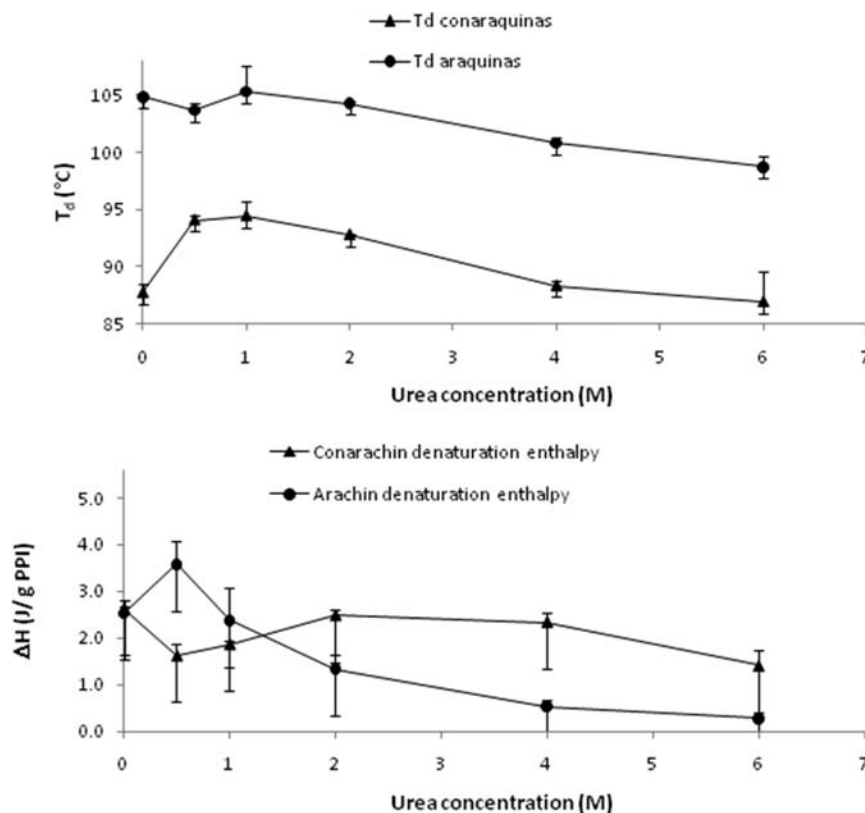 Td conaraquinas
Td araquinas
105
100
95
90
85
T_d (°C)
0 1 2 3 4 5 6 7
Urea concentration (M)
Conarachin denaturation enthalpy
Arachin denaturation enthalpy
5.0
4.0
3.0
2.0
1.0
0.0
ΔH (J/g PPI)
0 1 2 3 4 5 6 7
Urea concentration (M)